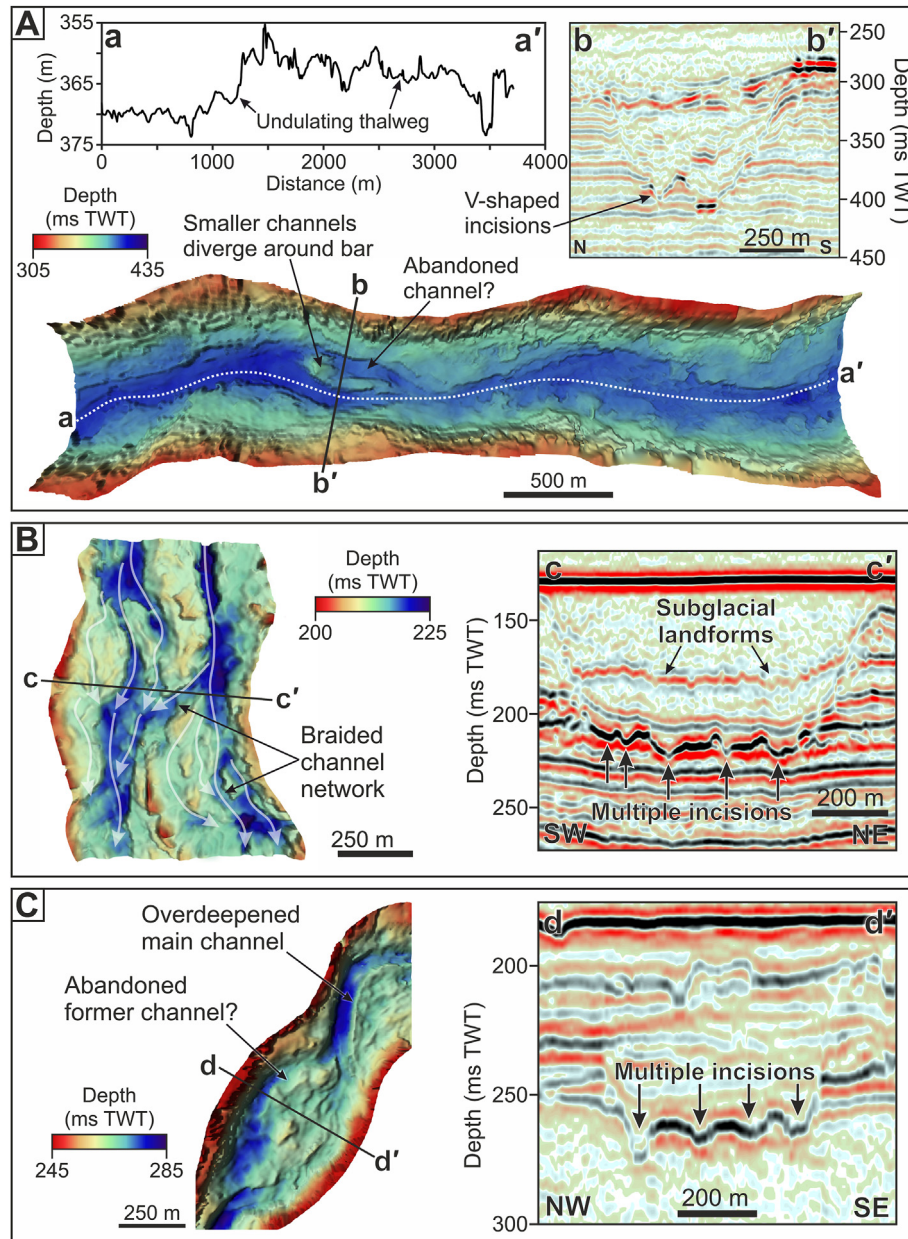 A
a
a′
355
365
375
Depth (m)
0
1000
2000
3000
4000
Distance (m)
Undulating thalweg
b
b′
250
300
350
400
450
Depth
(ms TWT)
V-shaped
incisions
N
250 m
S
Depth
(ms TWT)
305
435
Smaller channels
diverge around bar
Abandoned
channel?
b
a
a′
b′
500 m
B
Depth
(ms TWT)
200
225
c
c′
Braided
channel
network
250 m
c
c′
150
200
250
Depth (ms TWT)
Subglacial
landforms
Multiple incisions
200 m
SW
NE
C
Overdeepened
main channel
Abandoned
former channel?
d
d′
Depth
(ms TWT)
245
285
250 m
d
d′
200
250
300
Depth (ms TWT)
Multiple incisions
NW
200 m
SE